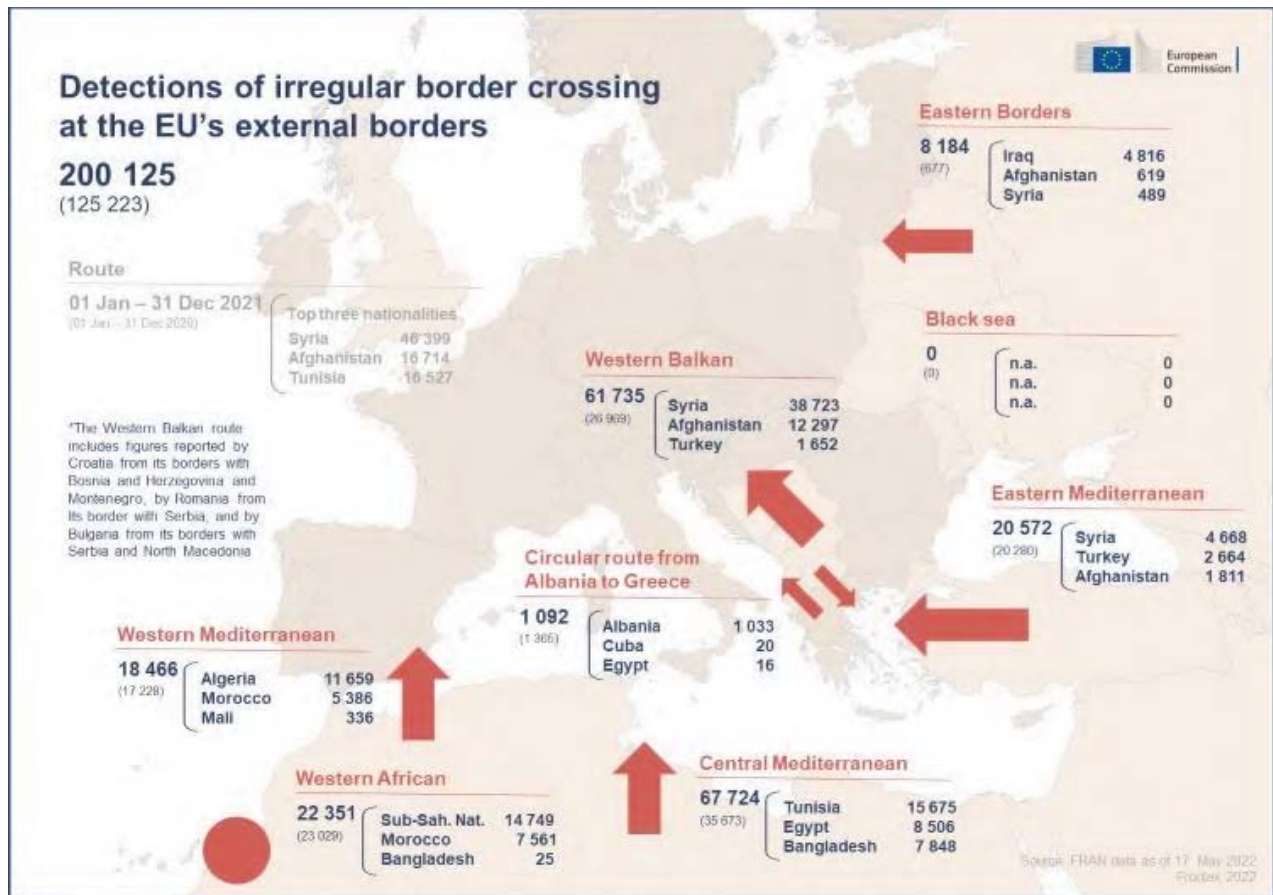 Detections of irregular border crossing
at the EU's external borders
200 125
(125 223)
European
Commission
Route
01 Jan – 31 Dec 2021
(01 Jan – 31 Dec 2020)
Top three nationalities
Syria 46 399
Afghanistan 16 714
Tunisia 16 527
*The Western Balkan route
includes figures reported by
Croatia from its borders with
Bosnia and Herzegovina and
Montenegro, by Romania from
its border with Serbia, and by
Bulgaria from its borders with
Serbia and North Macedonia
Eastern Borders
8 184
(677)
Iraq 4 816
Afghanistan 619
Syria 489
Black sea
0
(0)
n.a. 0
n.a. 0
n.a. 0
Western Balkan
61 735
(26 969)
Syria 38 723
Afghanistan 12 297
Turkey 1 652
Eastern Mediterranean
20 572
(20 280)
Syria 4 668
Turkey 2 664
Afghanistan 1 811
Circular route from
Albania to Greece
1 092
(1 365)
Albania 1 033
Cuba 20
Egypt 16
Western Mediterranean
18 466
(17 228)
Algeria 11 659
Morocco 5 386
Mali 336
Western African
22 351
(23 029)
Sub-Sah. Nat. 14 749
Morocco 7 561
Bangladesh 25
Central Mediterranean
67 724
(35 673)
Tunisia 15 675
Egypt 8 506
Bangladesh 7 848
Source: FRAN data as of 17 May 2022
Frontex, 2022